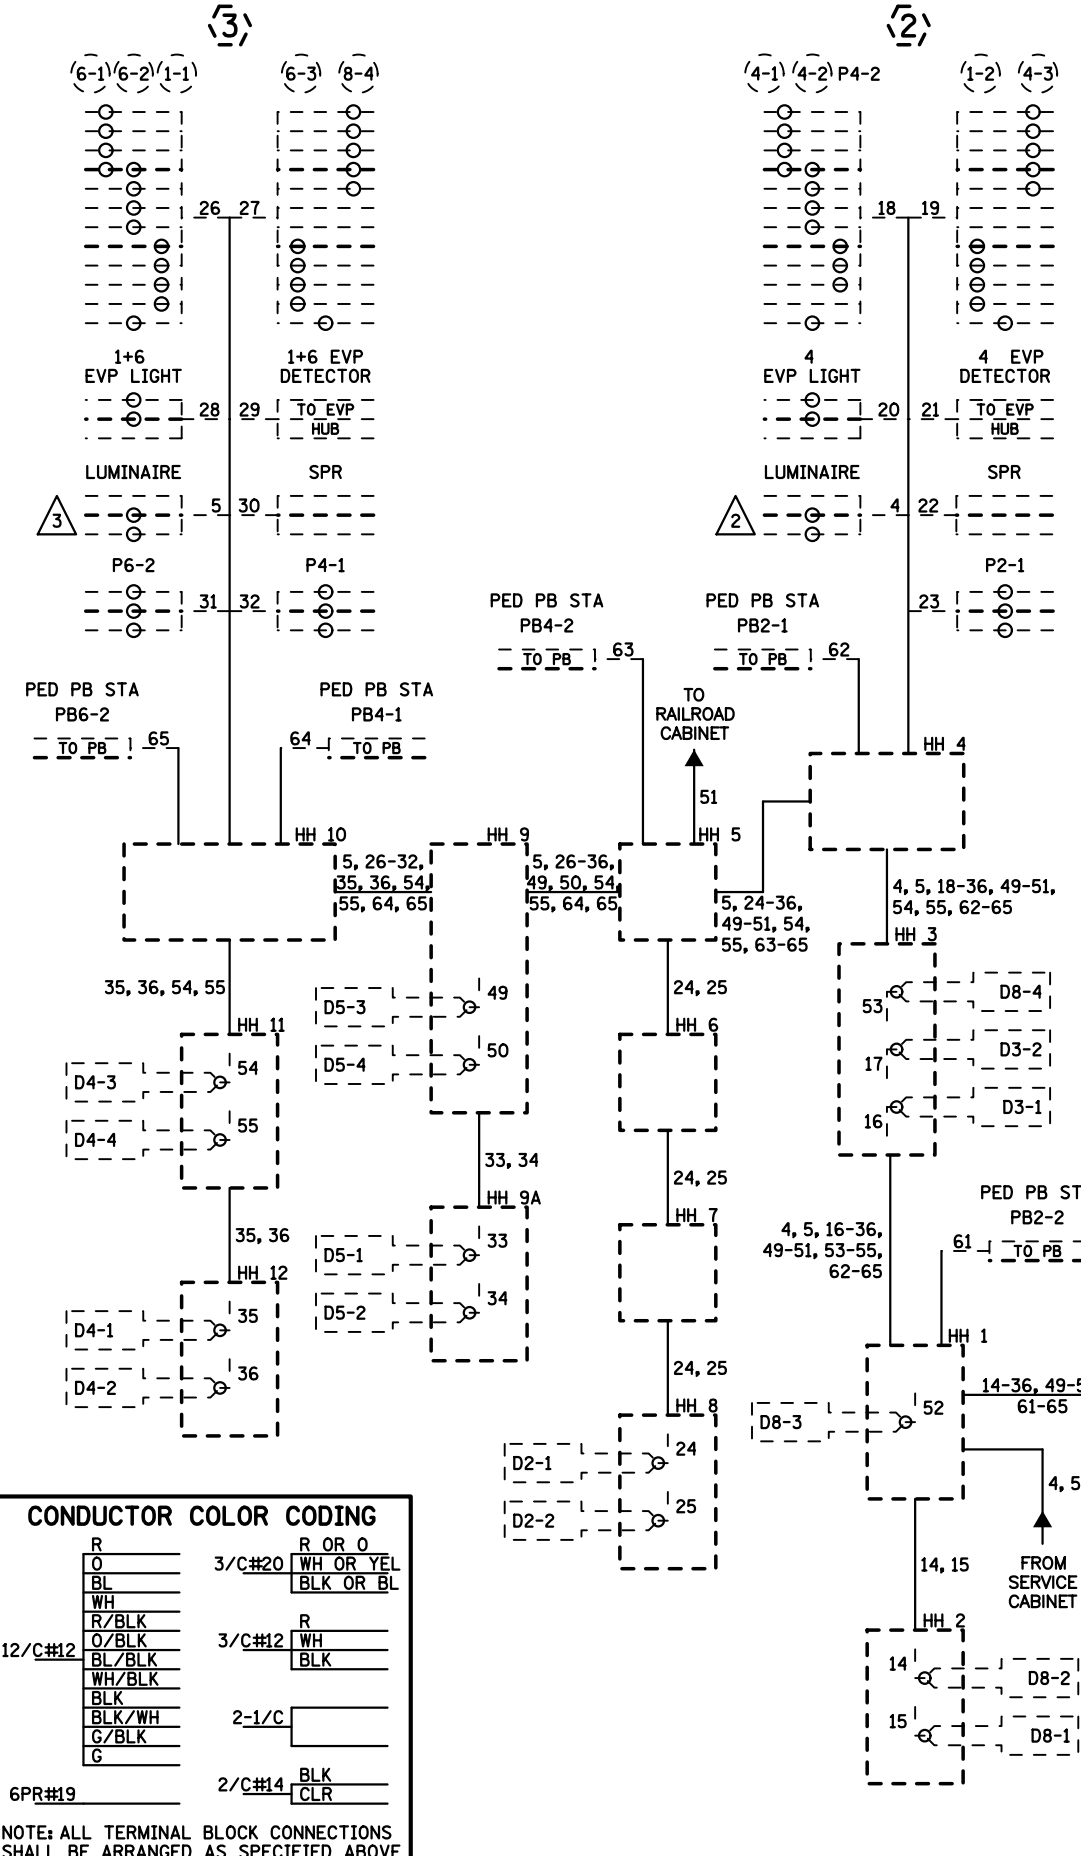 3
2
6-1 6-2 1-1
6-3 8-4
4-1 4-2 P4-2
1-2 4-3
26 27
18 19
1+6
EVP LIGHT
1+6 EVP
DETECTOR
4
EVP LIGHT
4 EVP
DETECTOR
28 29
TO EVP
HUB
20 21
TO EVP
HUB
LUMINAIRE
SPR
LUMINAIRE
SPR
3
5 30
2
4 22
P6-2
P4-1
P2-1
31 32
23
PED PB STA
PB4-2
TO PB
63
PED PB STA
PB2-1
TO PB
62
PED PB STA
PB6-2
TO PB
65
PED PB STA
PB4-1
64
TO PB
TO
RAILROAD
CABINET
51
HH 4
HH 10
HH 9
HH 5
5, 26-32,
35, 36, 54,
55, 64, 65
5, 26-36,
49, 50, 54,
55, 64, 65
5, 24-36,
49-51, 54,
55, 63-65
4, 5, 18-36, 49-51,
54, 55, 62-65
HH 3
35, 36, 54, 55
D5-3
49
D5-4
50
24, 25
53
D8-4
17
D3-2
16
D3-1
HH 11
D4-3
54
D4-4
55
HH 6
33, 34
24, 25
HH 9A
HH 7
35, 36
D5-1
33
D5-2
34
4, 5, 16-36,
49-51, 53-55,
62-65
PED PB ST
PB2-2
61
TO PB
HH 12
D4-1
35
D4-2
36
24, 25
HH 1
HH 8
D8-3
52
14-36, 49-5
61-65
D2-1
24
D2-2
25
4, 5
FROM
SERVICE
CABINET
14, 15
HH 2
14
D8-2
15
D8-1
CONDUCTOR COLOR CODING
12/C#12
R
O
BL
WH
R/BLK
O/BLK
BL/BLK
WH/BLK
BLK
BLK/WH
G/BLK
G
6PR#19
3/C#20
R OR O
WH OR YEL
BLK OR BL
3/C#12
R
WH
BLK
2-1/C
2/C#14
BLK
CLR
NOTE: ALL TERMINAL BLOCK CONNECTIONS
SHALL BE ARRANGED AS SPECIFIED ABOVE